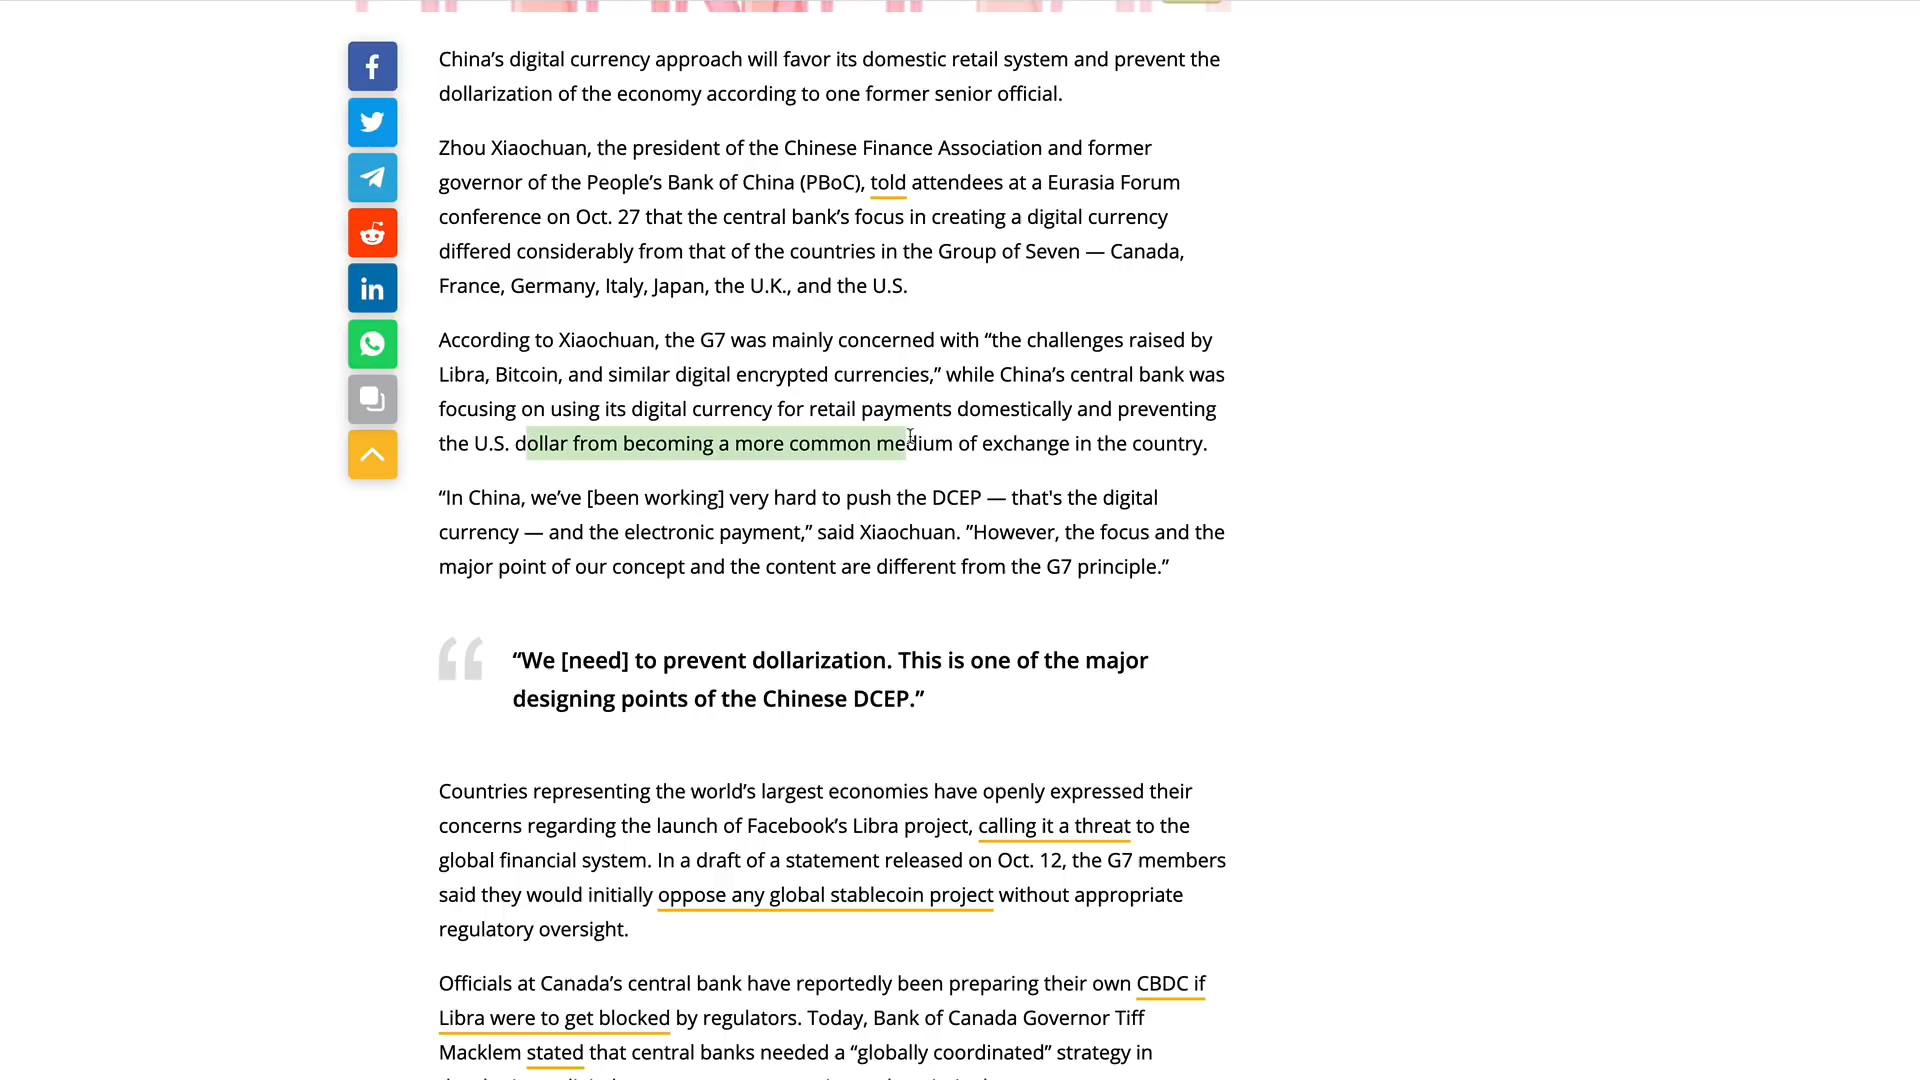 China’s digital currency approach will favor its domestic retail system and prevent the
dollarization of the economy according to one former senior official.
Zhou Xiaochuan, the president of the Chinese Finance Association and former
governor of the People’s Bank of China (PBoC), told attendees at a Eurasia Forum
conference on Oct. 27 that the central bank’s focus in creating a digital currency
differed considerably from that of the countries in the Group of Seven — Canada,
France, Germany, Italy, Japan, the U.K., and the U.S.
According to Xiaochuan, the G7 was mainly concerned with “the challenges raised by
Libra, Bitcoin, and similar digital encrypted currencies,” while China’s central bank was
focusing on using its digital currency for retail payments domestically and preventing
the U.S. dollar from becoming a more common medium of exchange in the country.
“In China, we’ve [been working] very hard to push the DCEP — that's the digital
currency — and the electronic payment,” said Xiaochuan. ”However, the focus and the
major point of our concept and the content are different from the G7 principle.”
“We [need] to prevent dollarization. This is one of the major
designing points of the Chinese DCEP.”
Countries representing the world’s largest economies have openly expressed their
concerns regarding the launch of Facebook’s Libra project, calling it a threat to the
global financial system. In a draft of a statement released on Oct. 12, the G7 members
said they would initially oppose any global stablecoin project without appropriate
regulatory oversight.
Officials at Canada’s central bank have reportedly been preparing their own CBDC if
Libra were to get blocked by regulators. Today, Bank of Canada Governor Tiff
Macklem stated that central banks needed a “globally coordinated” strategy in